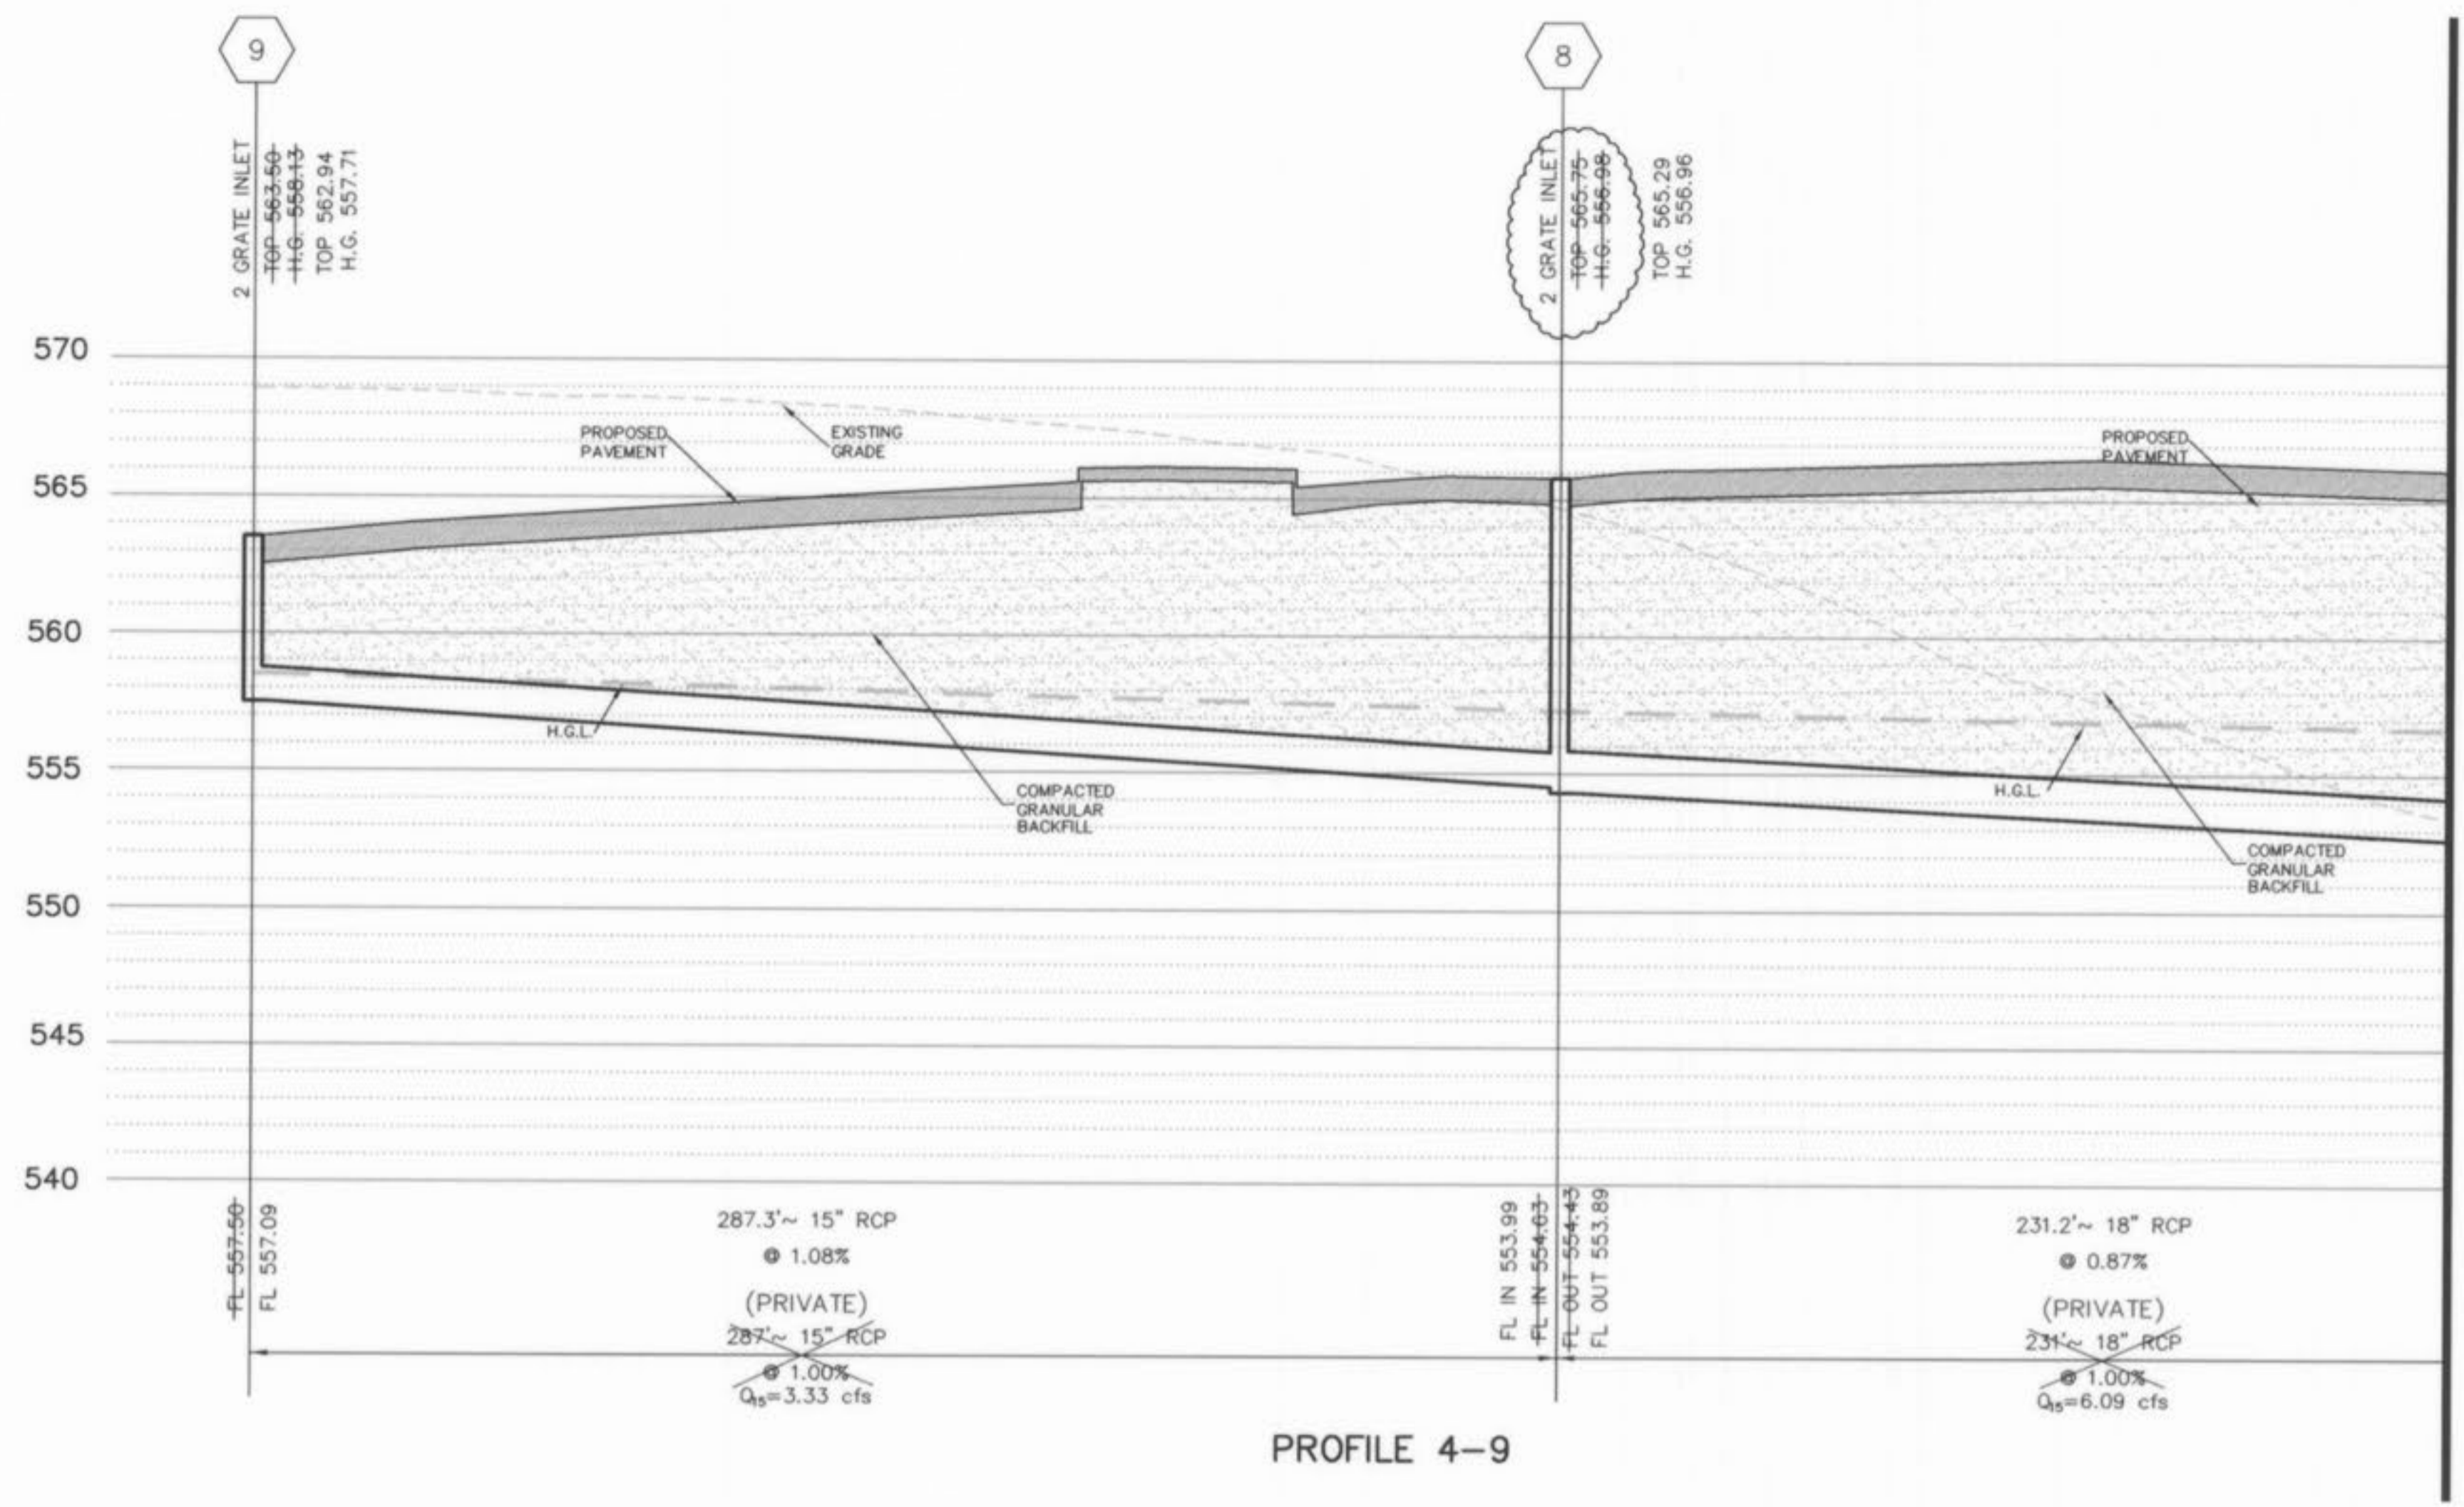 9
2 GRATE INLET
TOP 563.50
H.G. 558.13
TOP 562.94
H.G. 557.71
8
2 GRATE INLET
TOP 565.75
H.G. 556.98
TOP 565.29
H.G. 556.96
570
565
560
555
550
545
540
PROPOSED
PAVEMENT
EXISTING
GRADE
PROPOSED
PAVEMENT
H.G.L.
COMPACTED
GRANULAR
BACKFILL
H.G.L.
COMPACTED
GRANULAR
BACKFILL
FL 557.50
FL 557.09
287.3'~ 15" RCP
@ 1.08%
(PRIVATE)
287'~ 15" RCP
@ 1.00%
Q15=3.33 cfs
FL IN 553.99
FL IN 554.63
FL OUT 554.43
FL OUT 553.89
231.2'~ 18" RCP
@ 0.87%
(PRIVATE)
231'~ 18" RCP
@ 1.00%
Q15=6.09 cfs
PROFILE 4-9